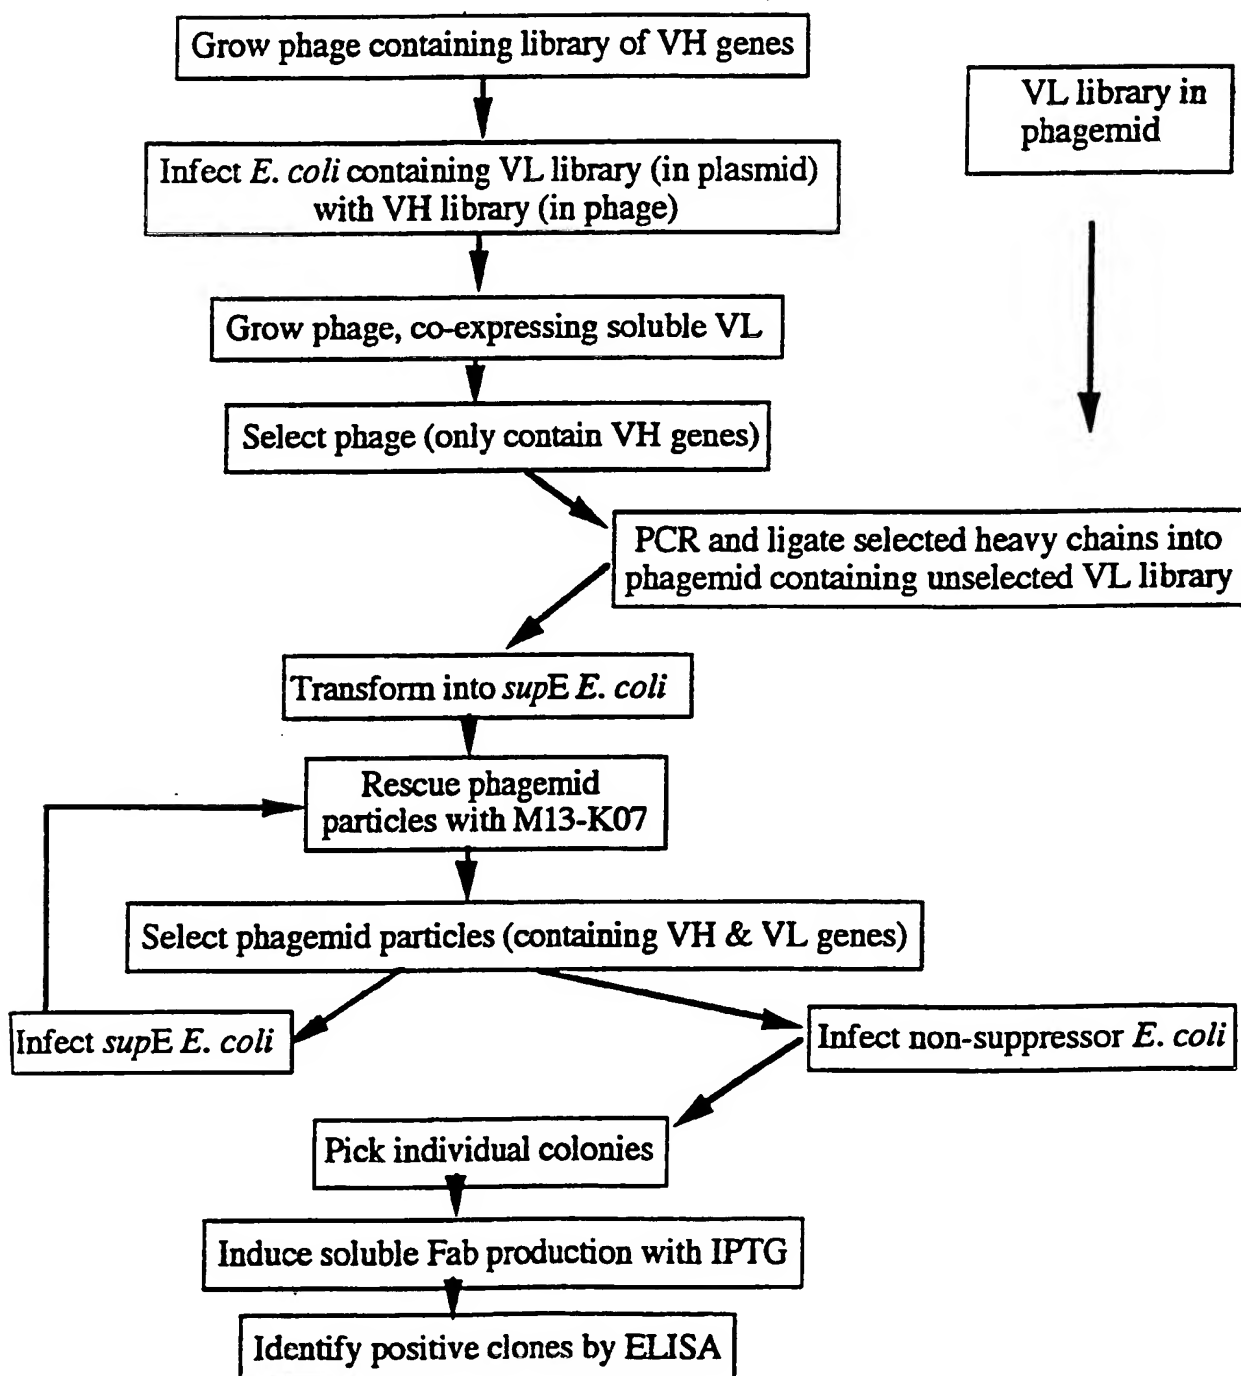 Grow phage containing library of VH genes
VL library in
phagemid
Infect E. coli containing VL library (in plasmid)
with VH library (in phage)
Grow phage, co-expressing soluble VL
Select phage (only contain VH genes)
PCR and ligate selected heavy chains into
phagemid containing unselected VL library
Transform into supE E. coli
Rescue phagemid
particles with M13-K07
Select phagemid particles (containing VH & VL genes)
Infect supE E. coli
Infect non-suppressor E. coli
Pick individual colonies
Induce soluble Fab production with IPTG
Identify positive clones by ELISA